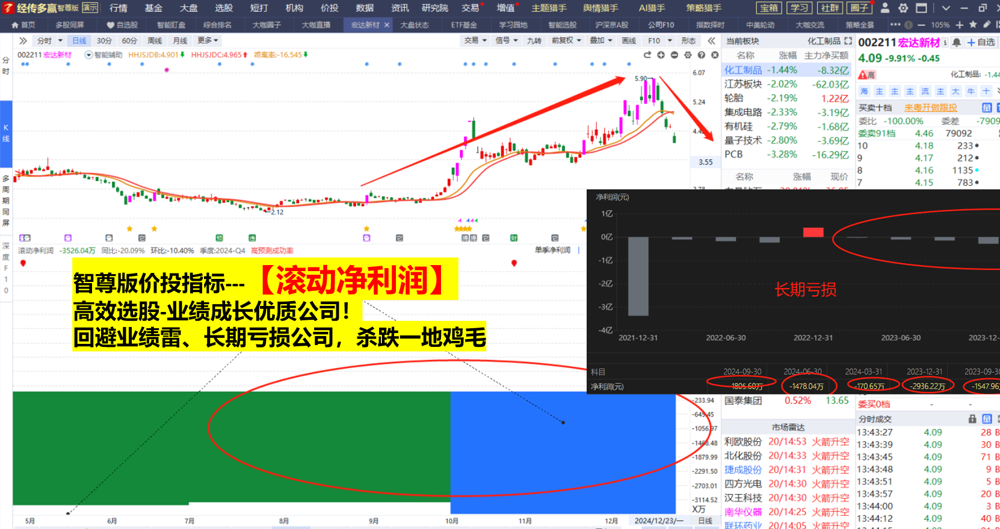 经传多赢 智尊版 演示 行情 基金 大盘 选股 短打 机构 价投 数据 资讯 研究院 交易 增值 主题猎手 舆情猎手 AI猎手 策略猎手 宝箱 学习 社群 圈子
首页 多股同屏 自选股 智能盯盘 综合排名 大咖圈子 大咖直播 宏达新材 × 大盘状态 ETF基金 学习园地 智能选股 沪深京A股 公司F10 指数择时 中美轮动 大咖交流 策略全景 105%
分时 日线 30分 60分 周线 月线 更多 交易 信号 九转 前复权 叠加 画线 F10 形态
002211 宏达新材 智能辅助 HHJSJDB:4.901 HHJSJDC:4.965 乖离率:-16.545
分时
K线
多周期同屏
深度F10
6.07
5.90
5.24
3.55
2.12
滚动净利润 -3526.04万 同比:-20.09% 环比:-10.40% 季度:2024-Q4 高预测成功率 单季净利润
智尊版价投指标---【滚动净利润】
高效选股-业绩成长优质公司！
回避业绩雷、长期亏损公司，杀跌一地鸡毛
-233.94
-645.45
-1056.97
-1468.48
-1879.99
-2291.50
-2703.01
-3114.52
X万
5月 6月 7月 8月 9月 10月 11月 12月 2024/12/23/一 日线
当前板块 化工制品
名称 涨幅 主力净买额
化工制品 -1.44% -8.32亿
江苏板块 -2.02% -62.03亿
轮胎 -2.19% 1.22亿
集成电路 -2.33% -3.19亿
有机硅 -2.79% -1.68亿
量子技术 -2.80% -3.69亿
PCB -3.28% -16.29亿
名称 涨幅 现价
002211 宏达新材 自选
4.09 -9.91% -0.45
高 化工制品: -1.44
海 主 主 主 流 主 大 牛 十
买卖十档 来粤开做跟投
委比 -100.00% 委差 -7909
委卖91档 4.46 79092
10 4.18 233
9 4.17 212
8 4.16 1135
7 4.15 783
净利润(元)
1亿
0亿
-1亿
-2亿
-3亿
-4亿
长期亏损
2021-12-31 2022-06-30 2022-12-31 2023-06-30 2023-12-
科目 2024-09-30 2024-06-30 2024-03-31 2023-12-31 2023-09-30
净利润(元) -1805.60万 -1478.04万 -170.65万 -2936.22万 -1547.96
国泰集团 0.52% 13.65
委买0档 - -
市场雷达
利欧股份 20/14:53 火箭升空
北化股份 20/14:33 火箭升空
捷成股份 20/14:31 火箭升空
四方光电 20/14:30 火箭升空
汉王科技 20/14:30 火箭升空
南华仪器 20/14:25 火箭升空
联环药业 20/14:05 火箭升空
分时成交
13:43:27 4.09 28 B
13:43:39 4.09 30 B
13:43:45 4.09 71 B
13:43:48 4.09 9 B
13:43:51 4.09 5 B
13:43:57 4.09 20 B
13:44:00 4.09 3 B
13:44:12 4.09 40 B